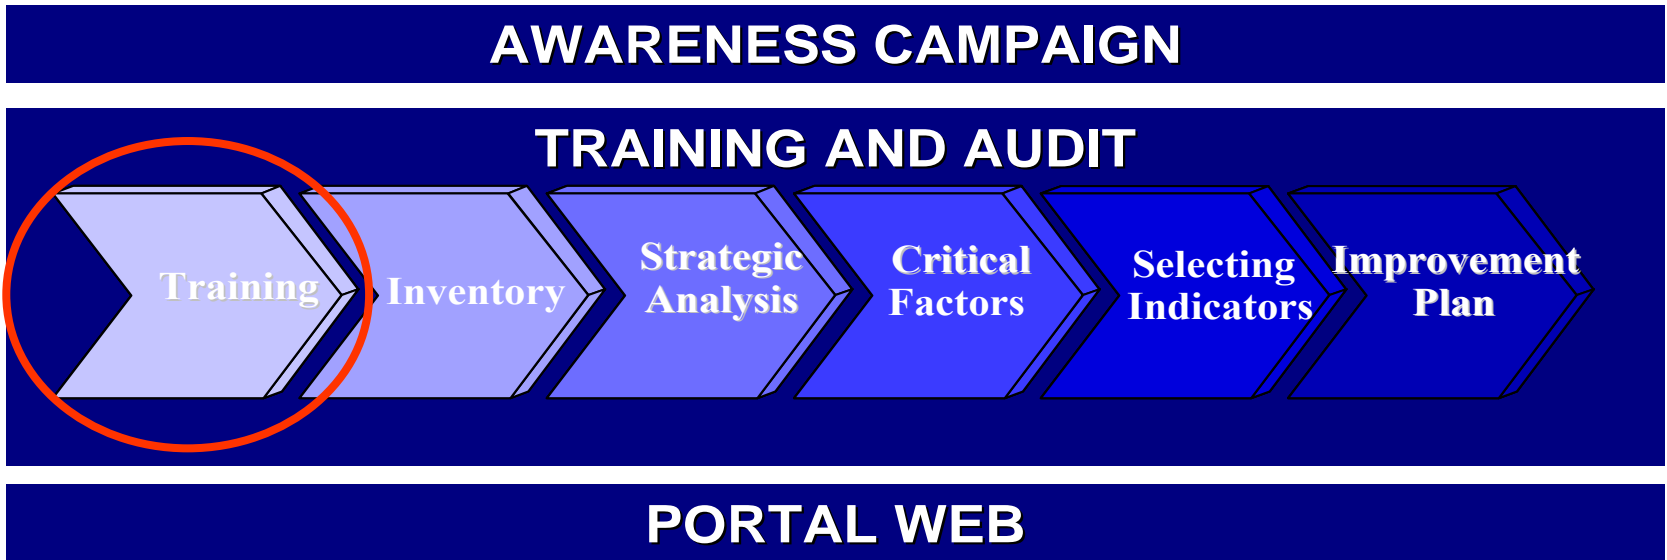 AWARENESS CAMPAIGN
TRAINING AND AUDIT
Training
Inventory
Strategic
Analysis
Critical
Factors
Selecting
Indicators
Improvement
Plan
PORTAL WEB